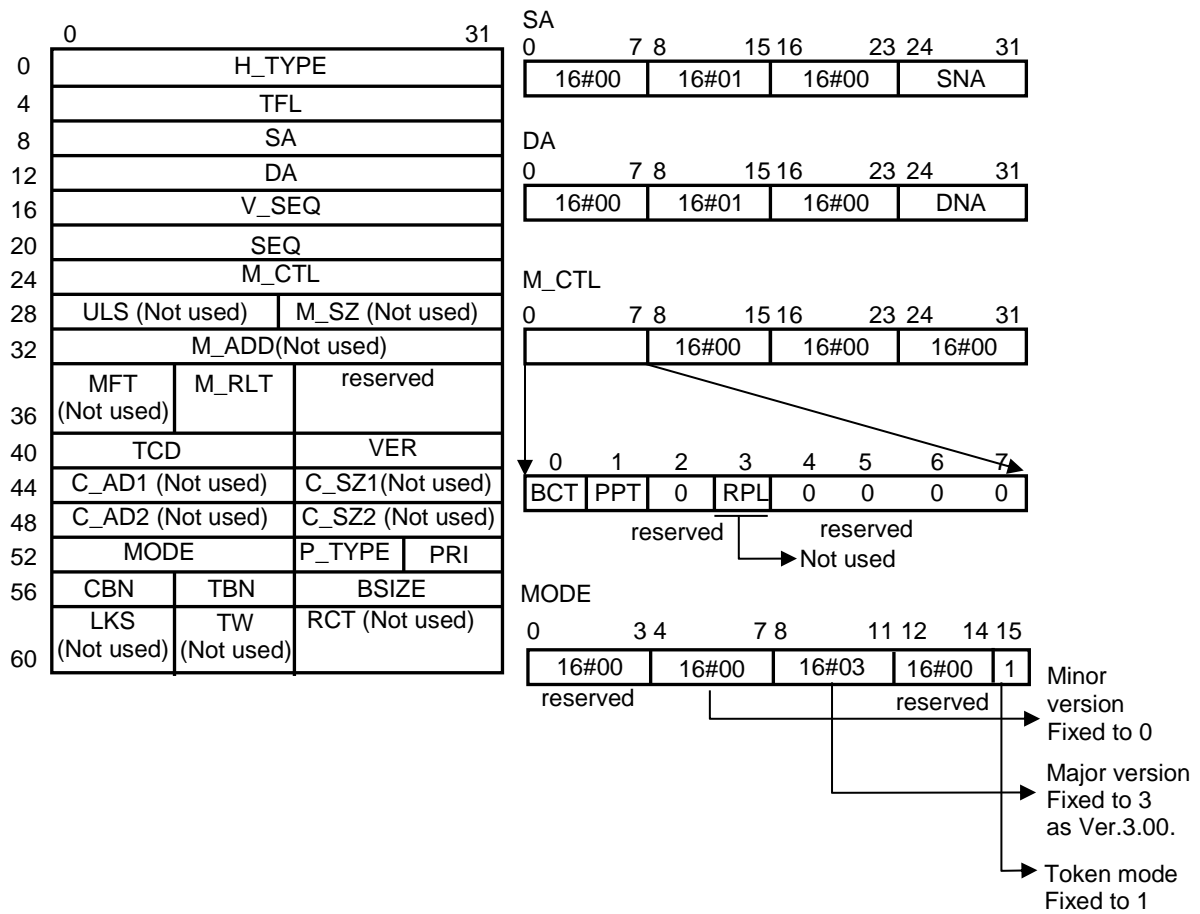 0 31
0 H_TYPE
4 TFL
8 SA
12 DA
16 V_SEQ
20 SEQ
24 M_CTL
28 ULS (Not used) M_SZ (Not used)
32 M_ADD(Not used)
MFT M_RLT reserved
(Not used)
36
40 TCD VER
44 C_AD1 (Not used) C_SZ1(Not used)
48 C_AD2 (Not used) C_SZ2 (Not used)
52 MODE P_TYPE PRI
56 CBN TBN BSIZE
LKS TW RCT (Not used)
(Not used) (Not used)
60
SA
0 7 8 15 16 23 24 31
16#00 16#01 16#00 SNA
DA
0 7 8 15 16 23 24 31
16#00 16#01 16#00 DNA
M_CTL
0 7 8 15 16 23 24 31
16#00 16#00 16#00
0 1 2 3 4 5 6 7
BCT PPT 0 RPL 0 0 0 0
reserved reserved
Not used
MODE
0 3 4 7 8 11 12 14 15
16#00 16#00 16#03 16#00 1
reserved reserved
Minor
version
Fixed to 0
Major version
Fixed to 3
as Ver.3.00.
Token mode
Fixed to 1